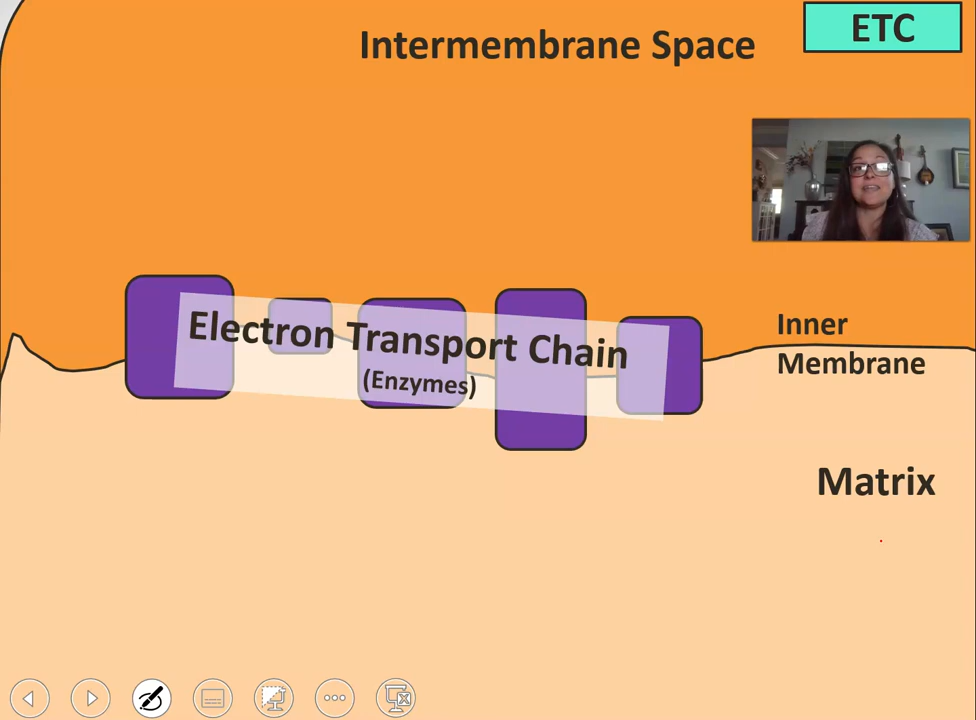 Intermembrane Space
ETC
Electron Transport Chain
(Enzymes)
Inner
Membrane
Matrix